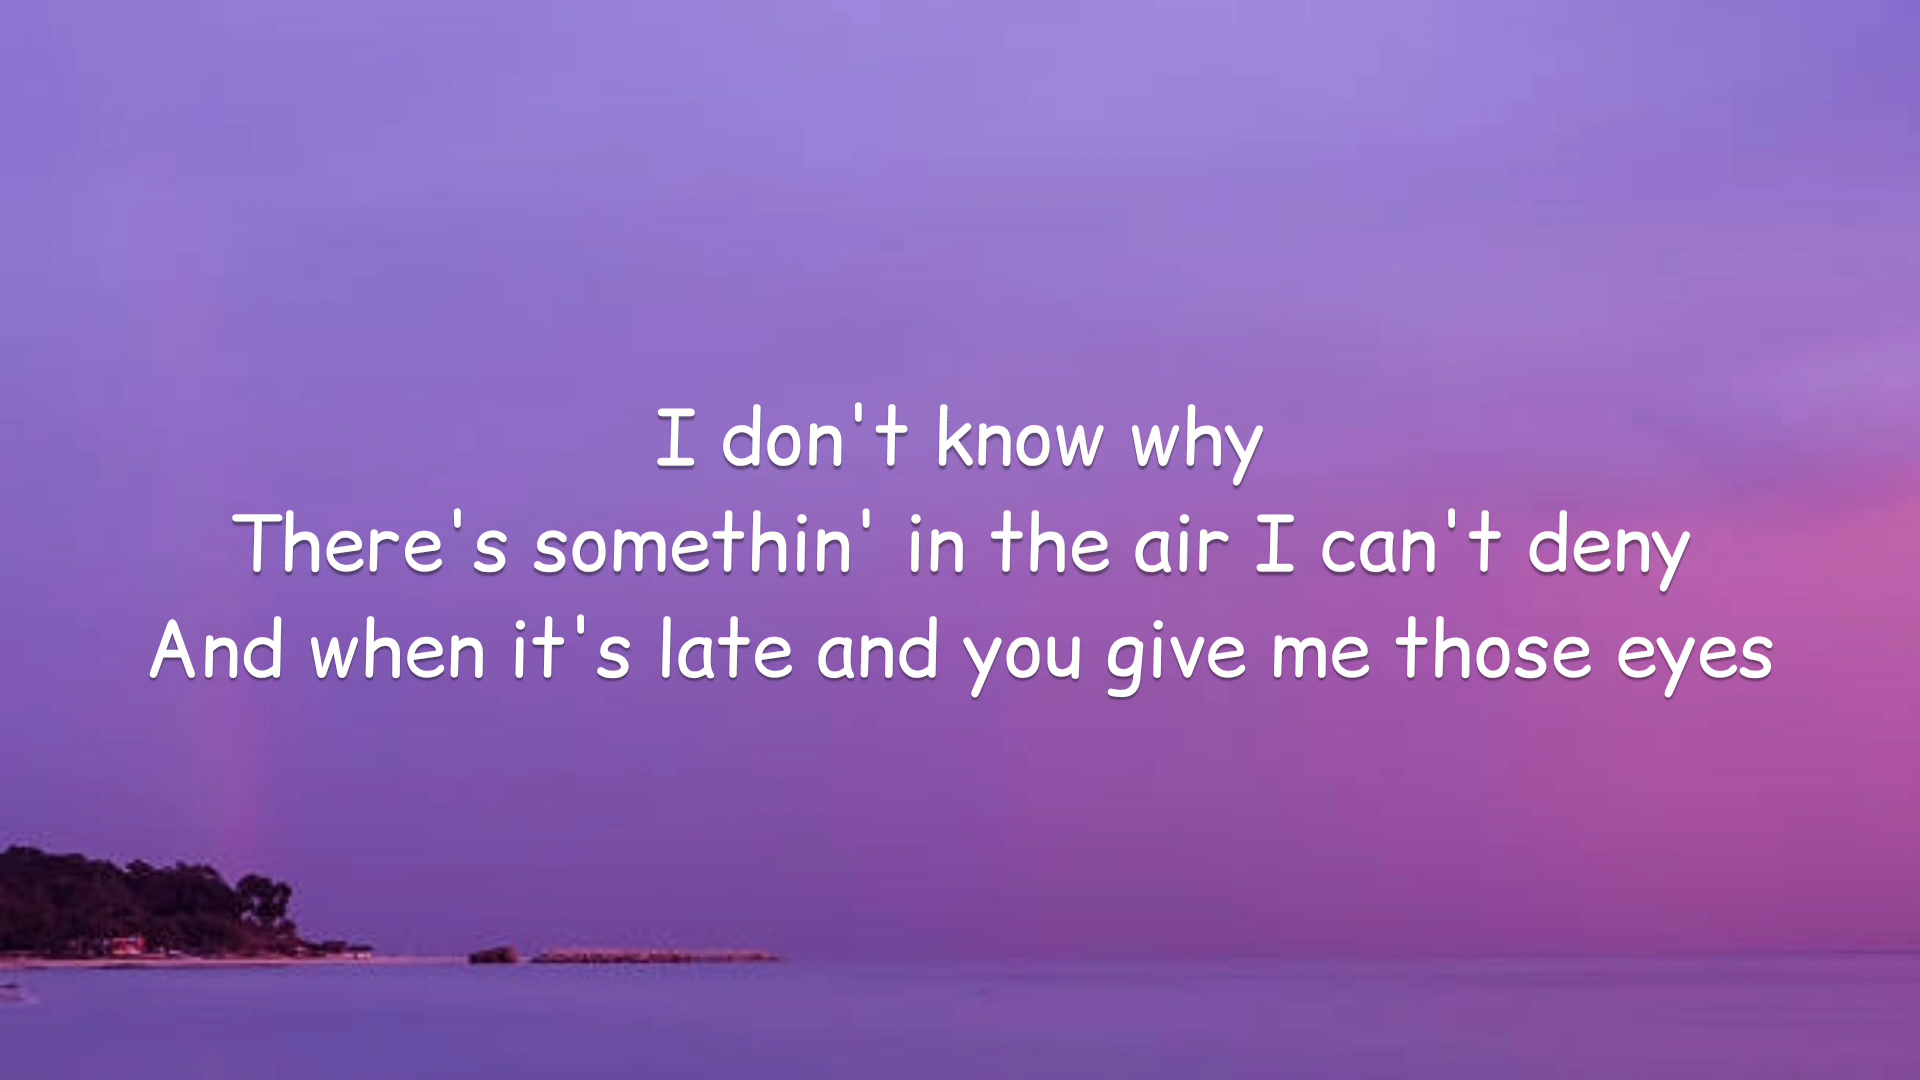 I don't know why
There's somethin' in the air I can't deny
And when it's late and you give me those eyes